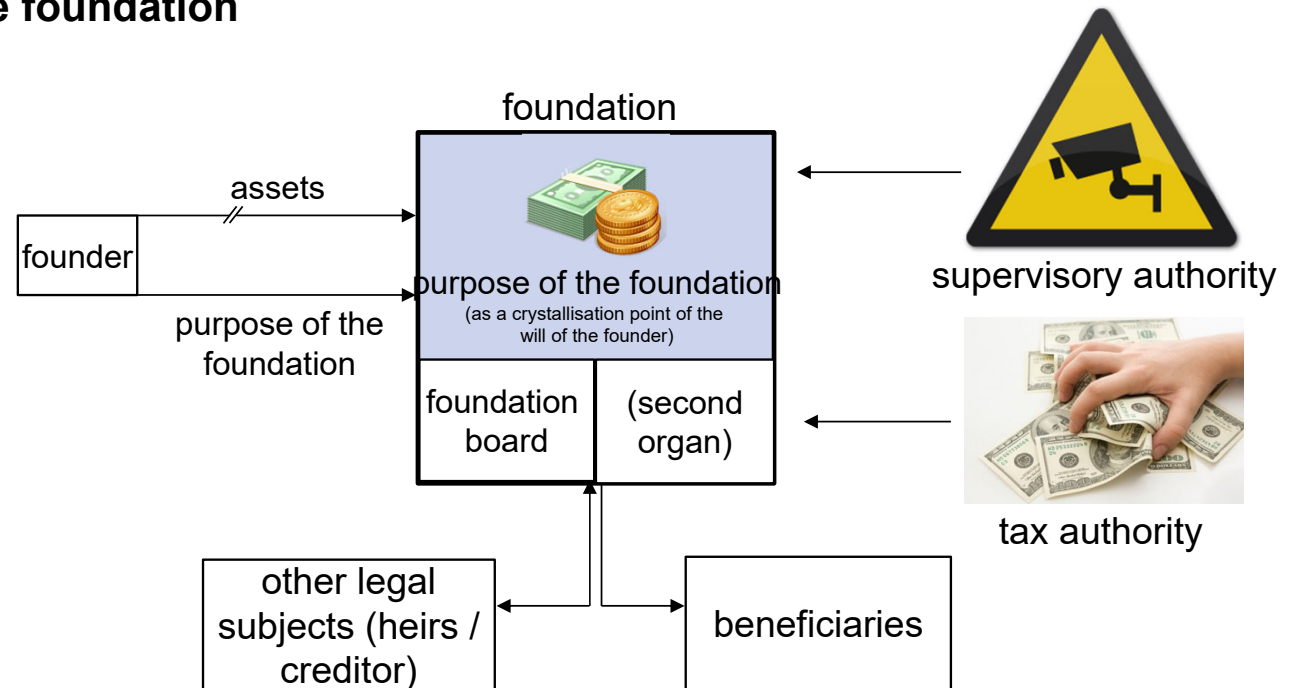 e foundation
foundation
assets
founder
purpose of the
foundation
purpose of the foundation
(as a crystallisation point of the
will of the founder)
foundation
board
(second
organ)
supervisory authority
tax authority
other legal
subjects (heirs /
creditor)
beneficiaries